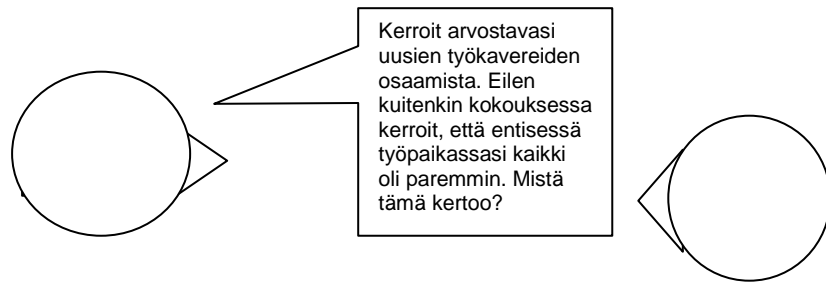 Kerroit arvostavasi
uusien työkavereiden
osaamista. Eilen
kuitenkin kokouksessa
kerroit, että entisessä
työpaikassasi kaikki
oli paremmin. Mistä
tämä kertoo?